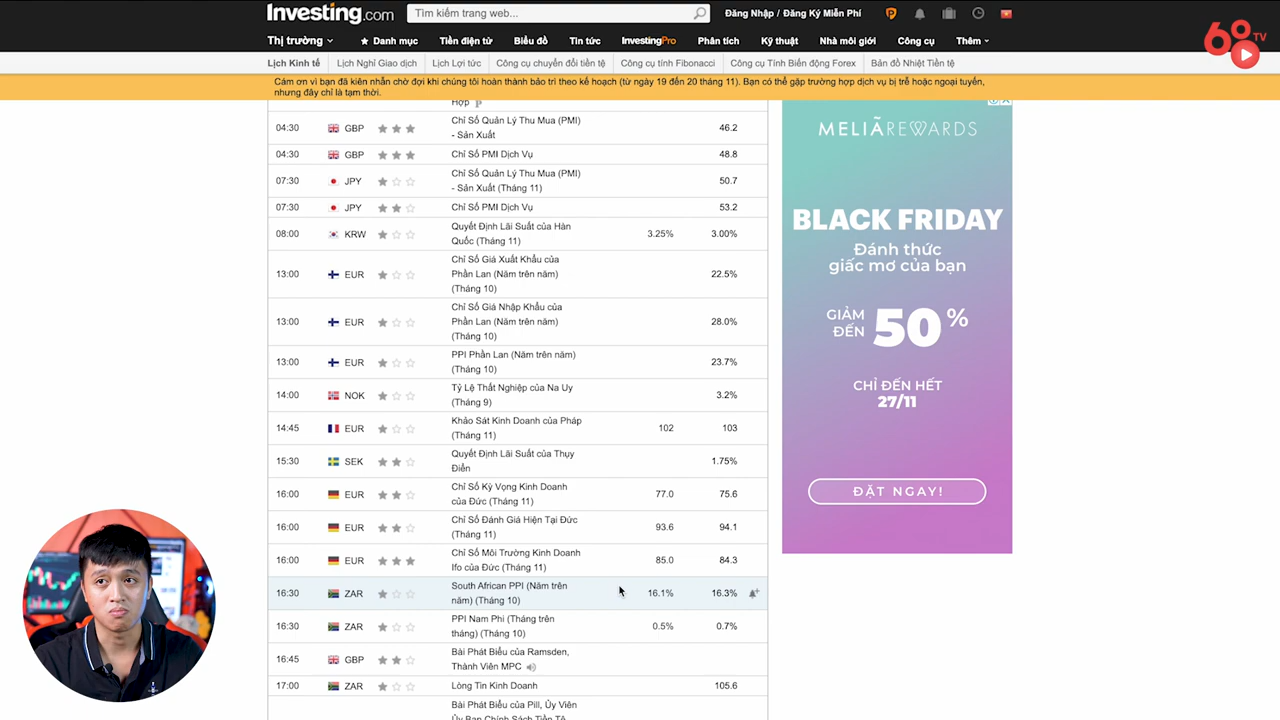 Investing.com
Tìm kiếm trang web...
Đăng Nhập / Đăng Ký Miễn Phí
Thị trường
Danh mục
Tiền điện tử
Biểu đồ
Tin tức
InvestingPro
Phân tích
Kỹ thuật
Nhà môi giới
Công cụ
Thêm
60s TV
Lịch Kinh tế
Lịch Nghỉ Giao dịch
Lịch Lợi tức
Công cụ chuyển đổi tiền tệ
Công cụ tính Fibonacci
Công cụ Tính Biến động Forex
Bản đồ Nhiệt Tiền tệ
Cám ơn vì bạn đã kiên nhẫn chờ đợi khi chúng tôi hoàn thành bảo trì theo kế hoạch (từ ngày 19 đến 20 tháng 11). Bạn có thể gặp trường hợp dịch vụ bị trễ hoặc ngoại tuyến,
nhưng đây chỉ là tạm thời.
Hợp
04:30 GBP Chỉ Số Quản Lý Thu Mua (PMI) 46.2
- Sản Xuất
04:30 GBP Chỉ Số PMI Dịch Vụ 48.8
07:30 JPY Chỉ Số Quản Lý Thu Mua (PMI) 50.7
- Sản Xuất (Tháng 11)
07:30 JPY Chỉ Số PMI Dịch Vụ 53.2
08:00 KRW Quyết Định Lãi Suất của Hàn 3.25% 3.00%
Quốc (Tháng 11)
13:00 EUR Chỉ Số Giá Xuất Khẩu của
Phần Lan (Năm trên năm) 22.5%
(Tháng 10)
13:00 EUR Chỉ Số Giá Nhập Khẩu của
Phần Lan (Năm trên năm) 28.0%
(Tháng 10)
13:00 EUR PPI Phần Lan (Năm trên năm) 23.7%
(Tháng 10)
14:00 NOK Tỷ Lệ Thất Nghiệp của Na Uy 3.2%
(Tháng 9)
14:45 EUR Khảo Sát Kinh Doanh của Pháp 102 103
(Tháng 11)
15:30 SEK Quyết Định Lãi Suất của Thụy 1.75%
Điển
16:00 EUR Chỉ Số Kỳ Vọng Kinh Doanh 77.0 75.6
của Đức (Tháng 11)
16:00 EUR Chỉ Số Đánh Giá Hiện Tại Đức 93.6 94.1
(Tháng 11)
16:00 EUR Chỉ Số Môi Trường Kinh Doanh 85.0 84.3
Ifo của Đức (Tháng 11)
16:30 ZAR South African PPI (Năm trên 16.1% 16.3%
năm) (Tháng 10)
16:30 ZAR PPI Nam Phi (Tháng trên 0.5% 0.7%
tháng) (Tháng 10)
16:45 GBP Bài Phát Biểu của Ramsden,
Thành Viên MPC
17:00 ZAR Lòng Tin Kinh Doanh 105.6
Bài Phát Biểu của Pill, Ủy Viên
Ủy Ban Chính Sách Tiền Tệ
MELIÃREWARDS
BLACK FRIDAY
Đánh thức
giấc mơ của bạn
GIẢM
ĐẾN
50%
CHỈ ĐẾN HẾT
27/11
ĐẶT NGAY!